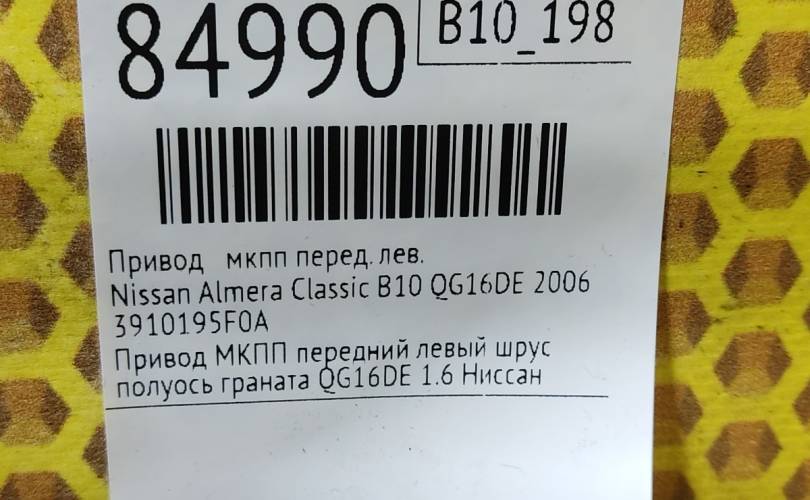 84990
B10_198
Привод мкпп перед. лев.
Nissan Almera Classic B10 QG16DE 2006
3910195F0A
Привод МКПП передний левый шрус
полуось граната QG16DE 1.6 Ниссан